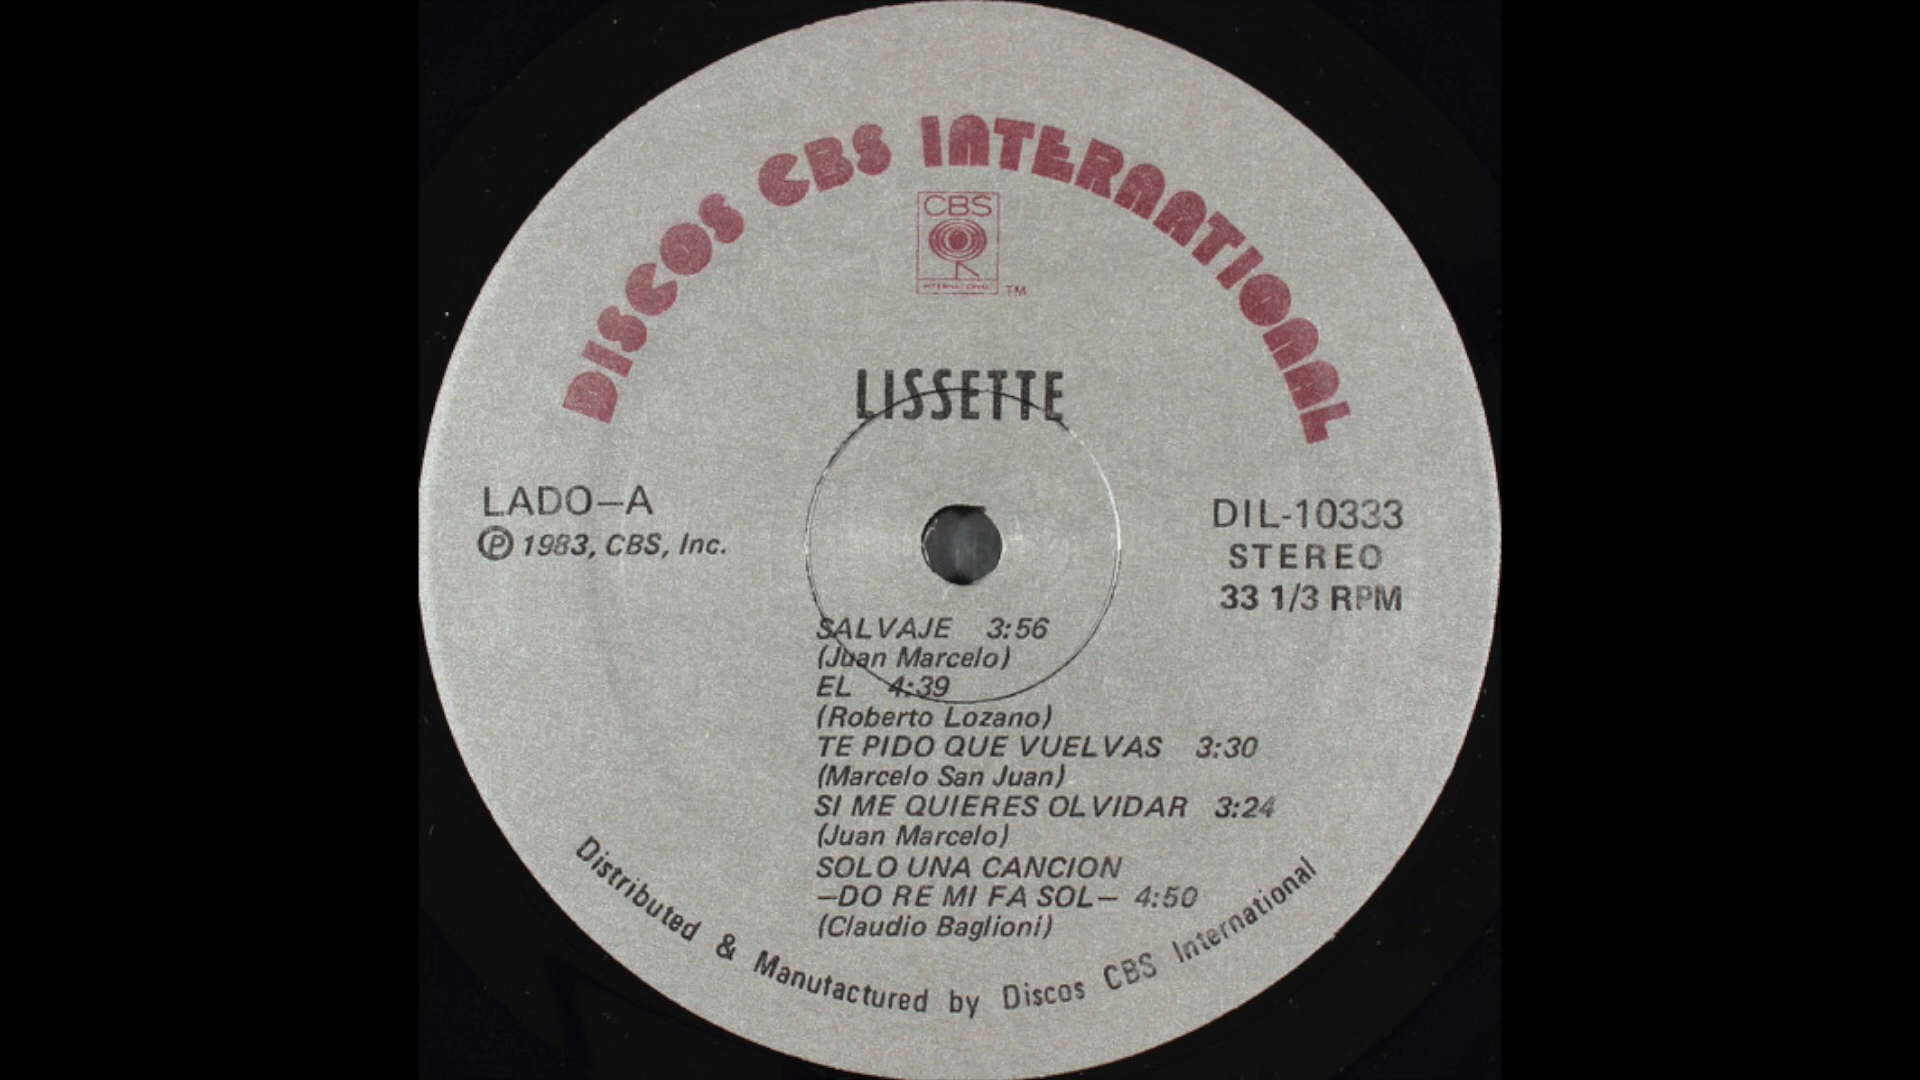 DISCOS CBS INTERNATIONAL
CBS
INTERNATIONAL
TM
LISSETTE
LADO–A
Ⓟ 1983, CBS, Inc.
DIL-10333
STEREO
33 1/3 RPM
SALVAJE 3:56
(Juan Marcelo)
EL 4:39
(Roberto Lozano)
TE PIDO QUE VUELVAS 3:30
(Marcelo San Juan)
SI ME QUIERES OLVIDAR 3:24
(Juan Marcelo)
SOLO UNA CANCION
–DO RE MI FA SOL– 4:50
(Claudio Baglioni)
Distributed & Manufactured by Discos CBS International